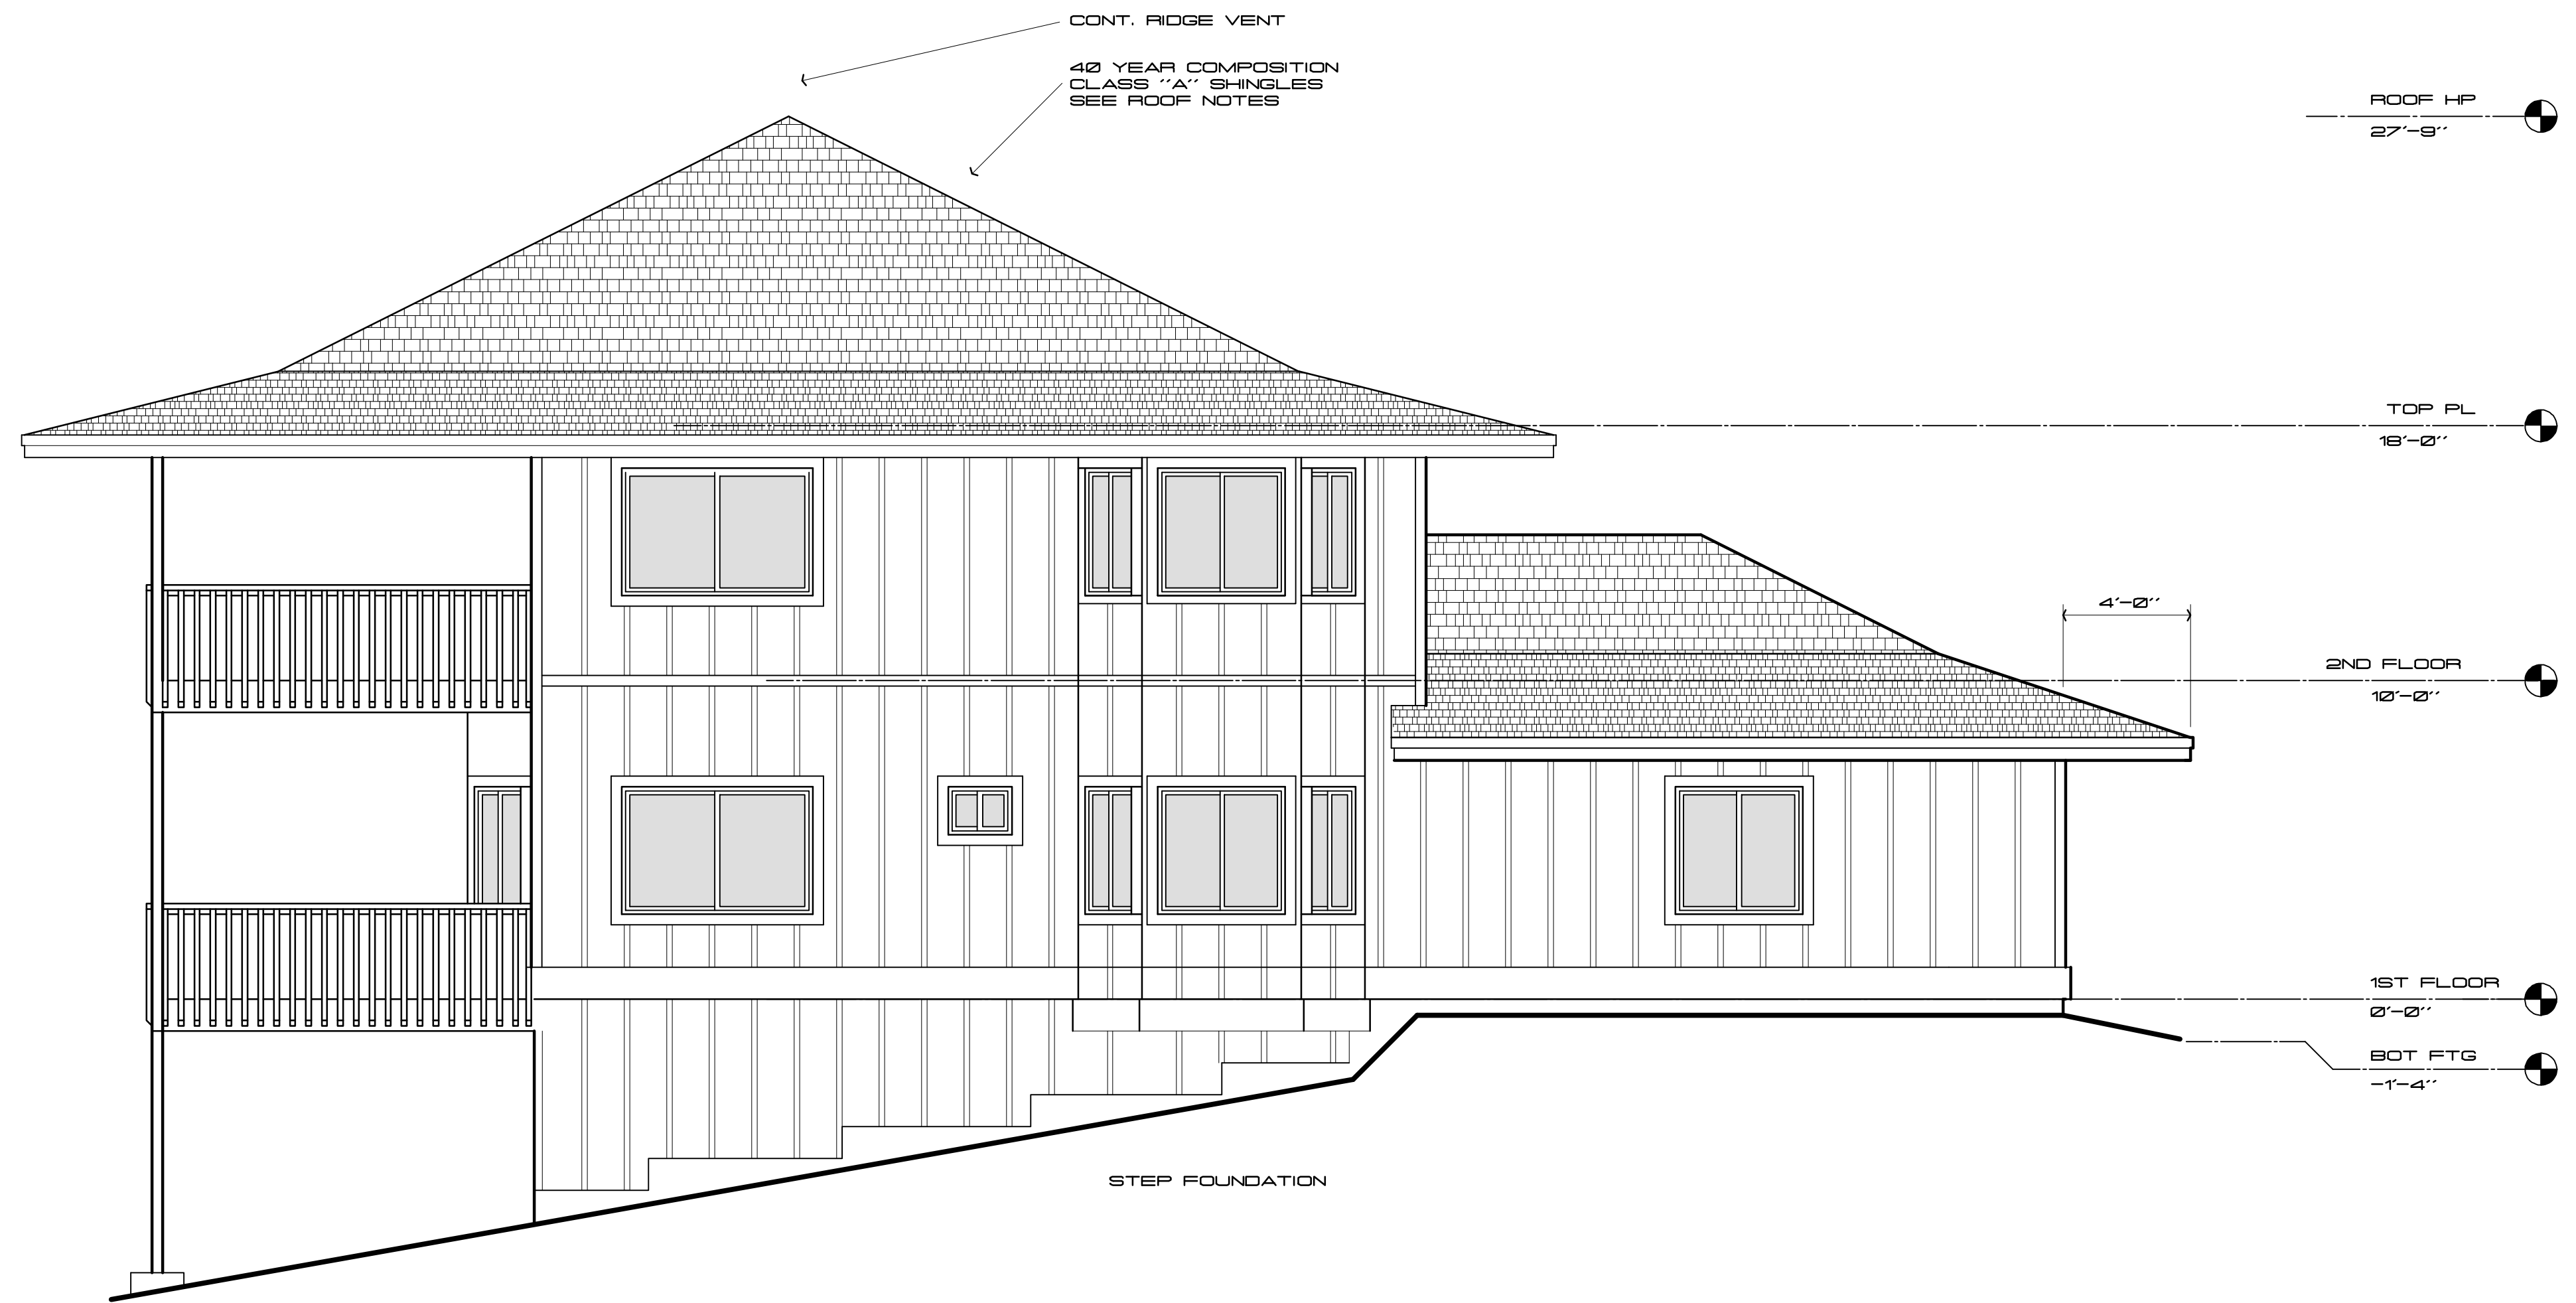 CONT. RIDGE VENT
40 YEAR COMPOSITION
CLASS "A" SHINGLES
SEE ROOF NOTES
ROOF HP
27'-9"
TOP PL
18'-0"
4'-0"
2ND FLOOR
10'-0"
1ST FLOOR
0'-0"
BOT FTG
-1'-4"
STEP FOUNDATION